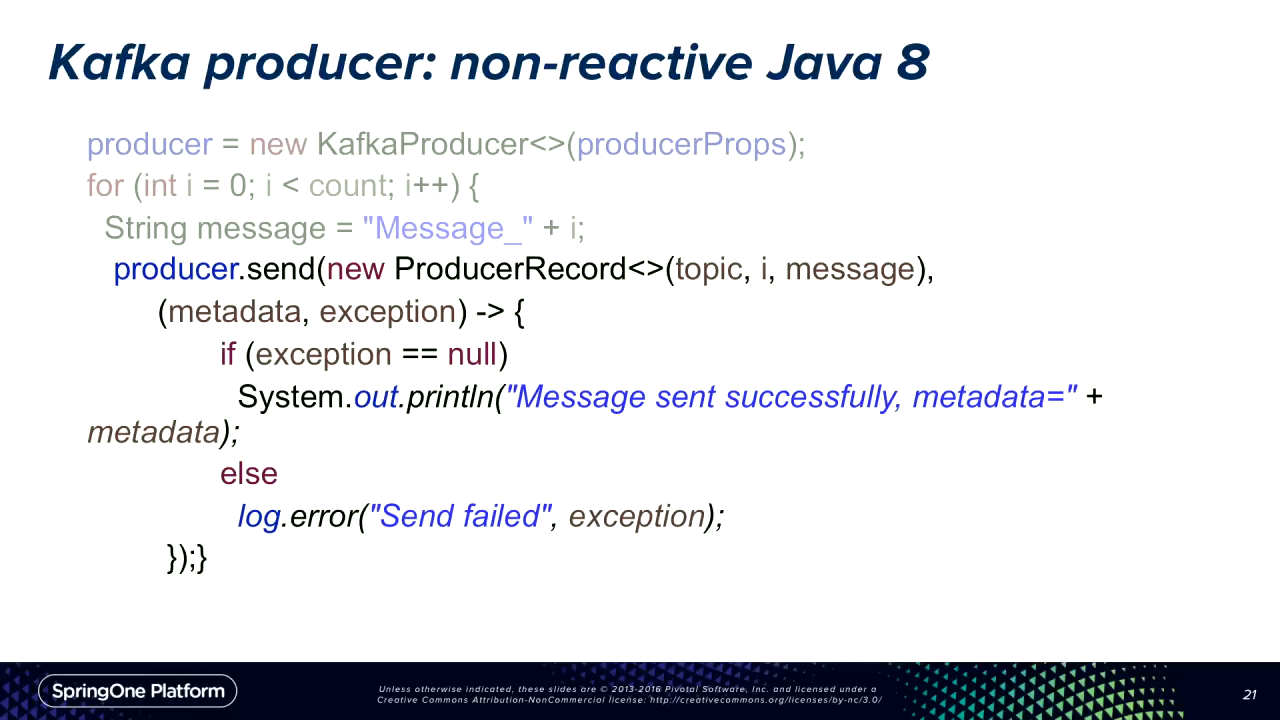 Kafka producer: non-reactive Java 8
producer = new KafkaProducer<>(producerProps);
for (int i = 0; i < count; i++) {
String message = "Message_" + i;
producer.send(new ProducerRecord<>(topic, i, message),
(metadata, exception) -> {
if (exception == null)
System.out.println("Message sent successfully, metadata=" +
metadata);
else
log.error("Send failed", exception);
});}
SpringOne Platform
Unless otherwise indicated, these slides are © 2013-2016 Pivotal Software, Inc. and licensed under a
Creative Commons Attribution-NonCommercial license: http://creativecommons.org/licenses/by-nc/3.0/
21